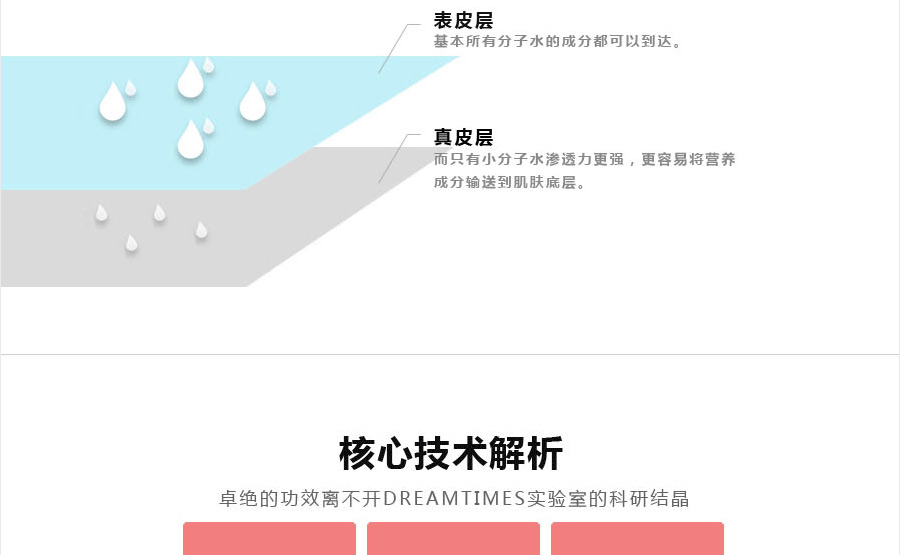 表皮层
基本所有分子水的成分都可以到达。
真皮层
而只有小分子水渗透力更强，更容易将营养
成分输送到肌肤底层。
核心技术解析
卓绝的功效离不开DREAMTIMES实验室的科研结晶